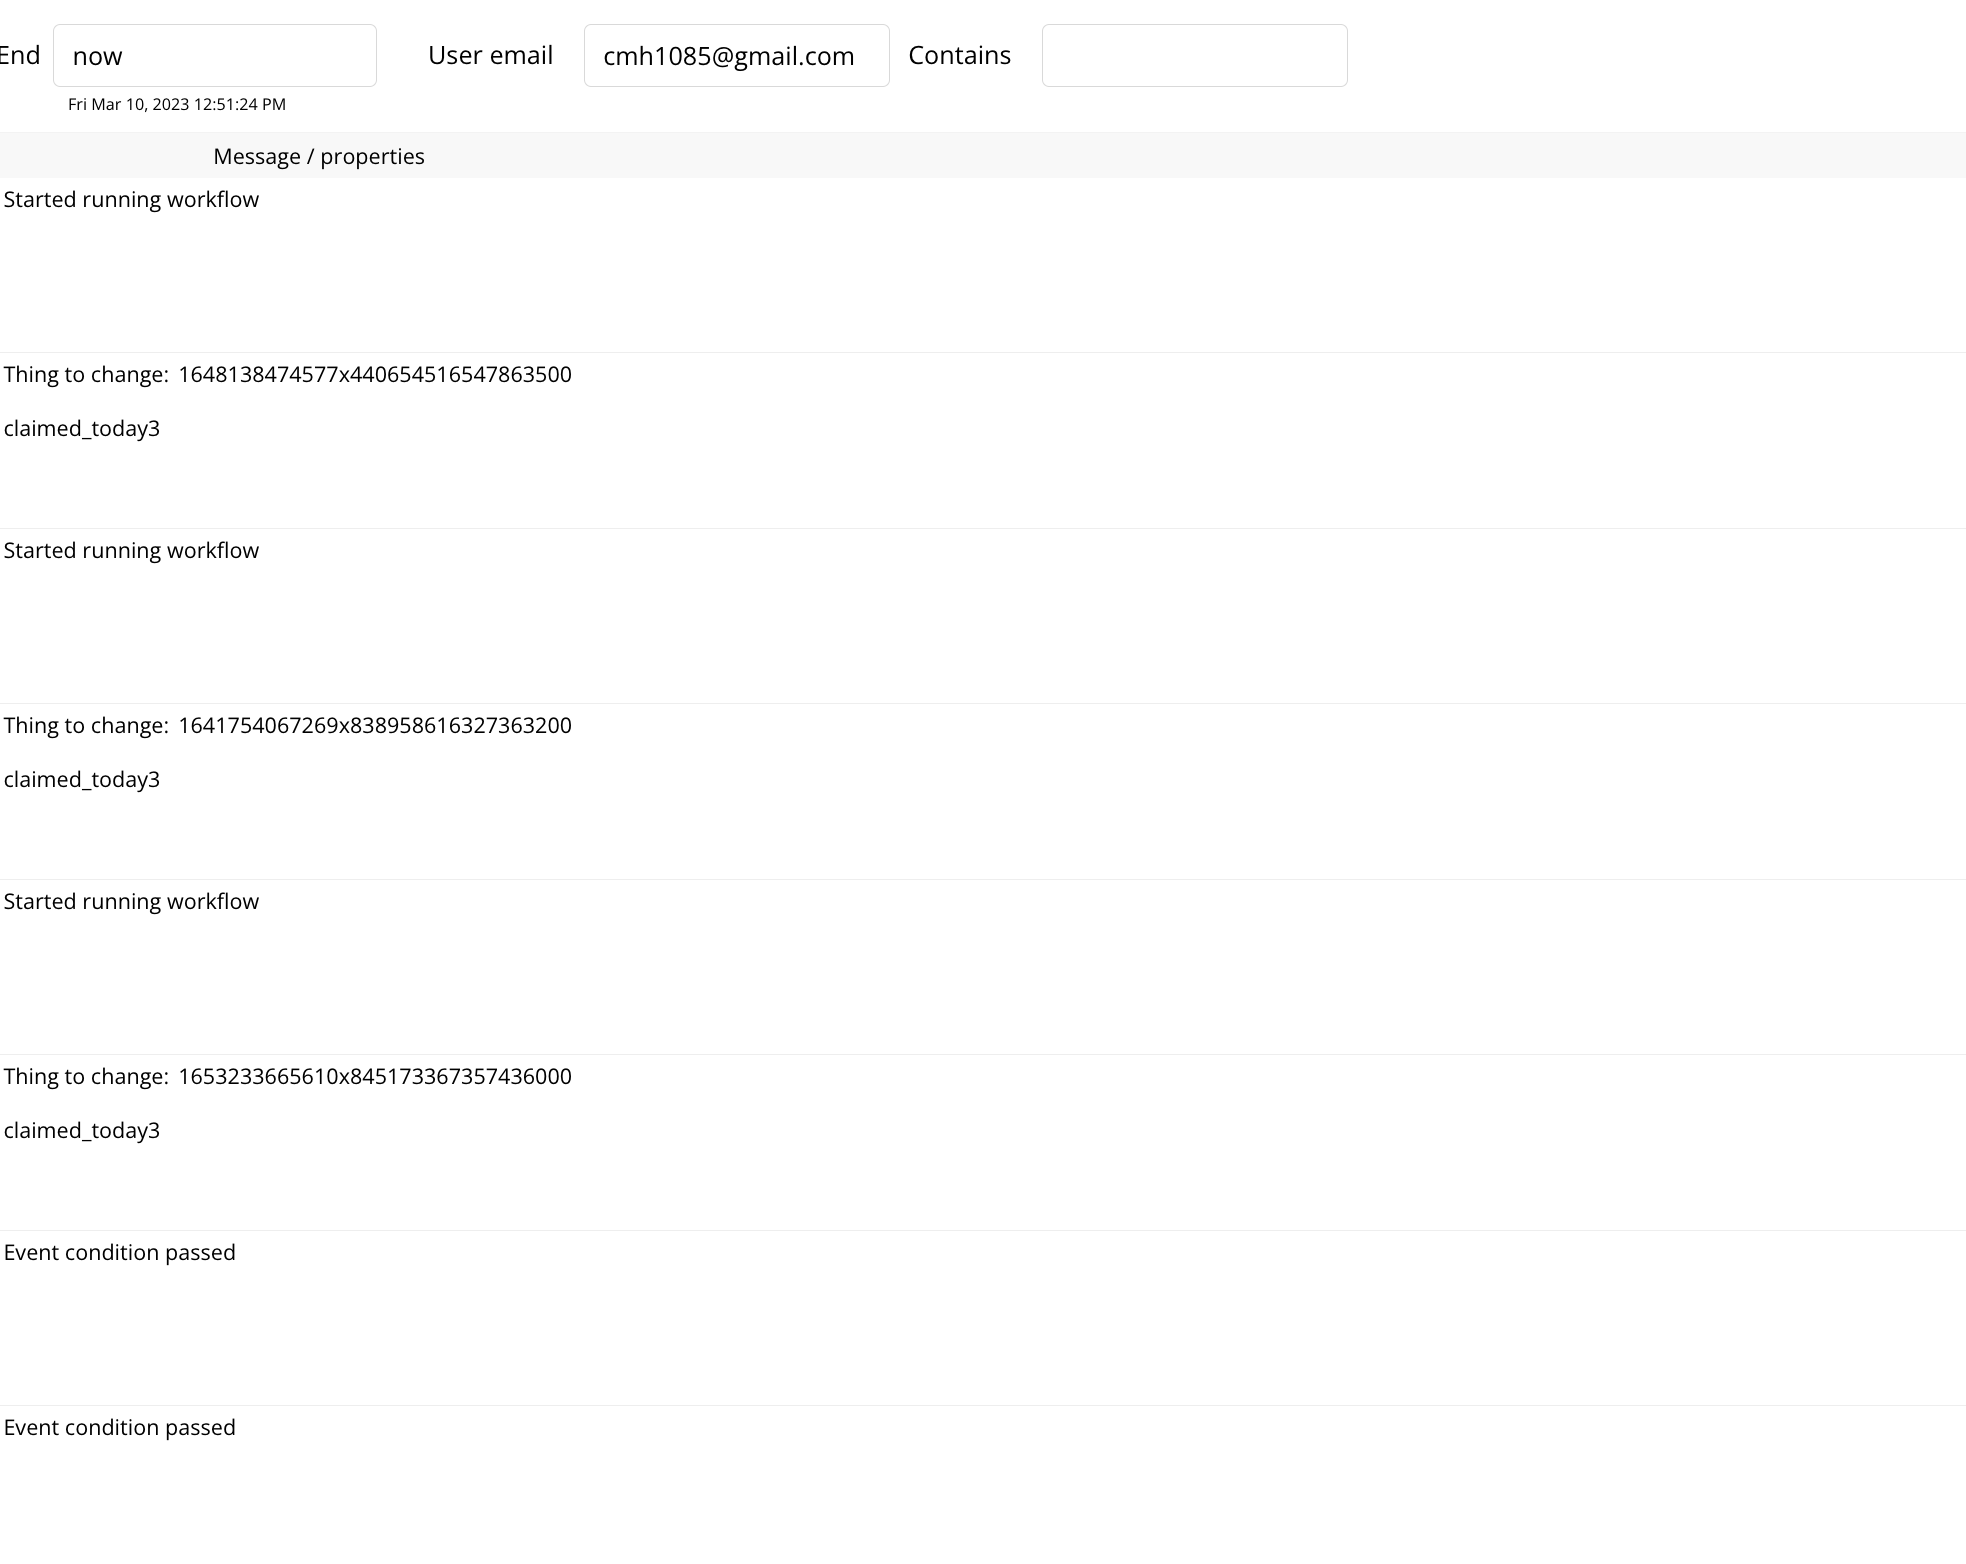 End now User email cmh1085@gmail.com Contains
Fri Mar 10, 2023 12:51:24 PM
Message / properties
Started running workflow
Thing to change: 1648138474577x440654516547863500
claimed_today3
Started running workflow
Thing to change: 1641754067269x838958616327363200
claimed_today3
Started running workflow
Thing to change: 1653233665610x845173367357436000
claimed_today3
Event condition passed
Event condition passed